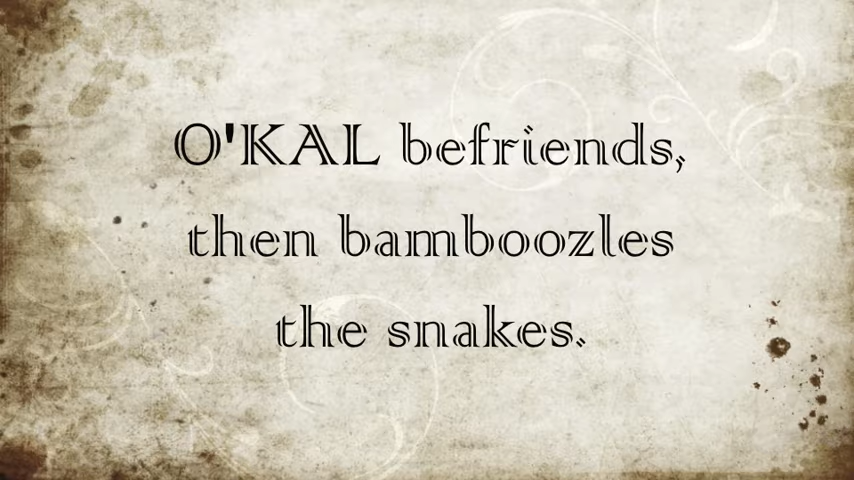 O'KAL befriends,
then bamboozles
the snakes.